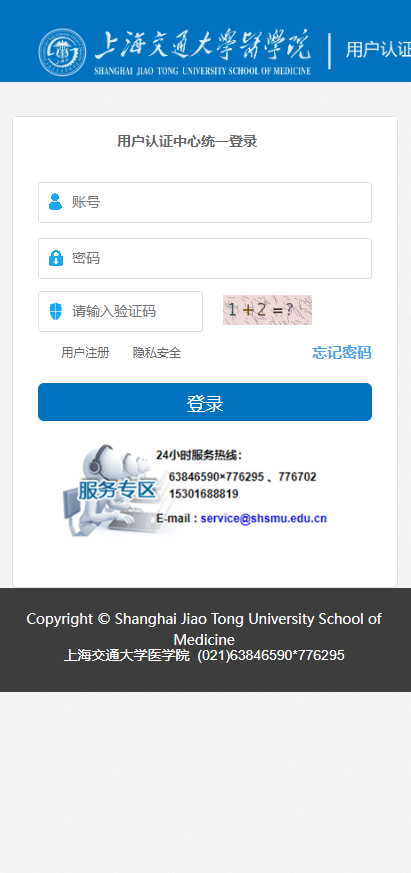 上海交通大學醫學院
SHANGHAI JIAO TONG UNIVERSITY SCHOOL OF MEDICINE
用户认证
用户认证中心统一登录
账号
密码
请输入验证码
1+2=?
用户注册 隐私安全 忘记密码
登录
服务专区
24小时服务热线：
63846590×776295 、776702
15301688819
E-mail : service@shsmu.edu.cn
Copyright © Shanghai Jiao Tong University School of
Medicine
上海交通大学医学院 (021)63846590*776295